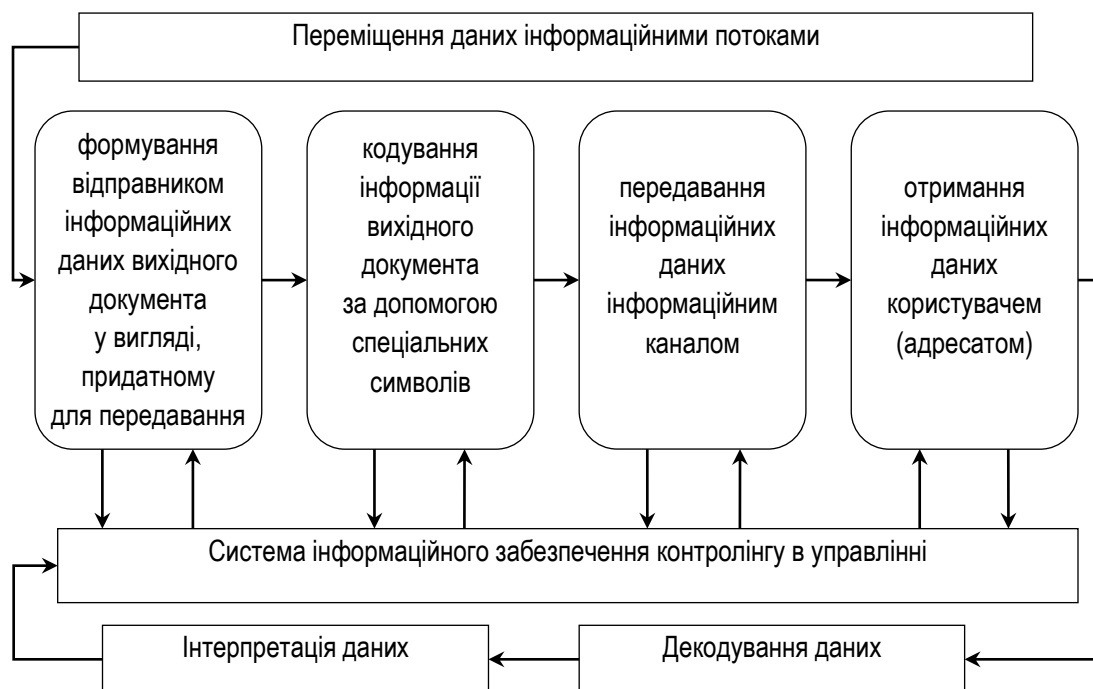 Переміщення даних інформаційними потоками
формування
відправником
інформаційних
даних вихідного
документа
у вигляді,
придатному
для передавання
кодування
інформації
вихідного
документа
за допомогою
спеціальних
символів
передавання
інформаційних
даних
інформаційним
каналом
отримання
інформаційних
даних
користувачем
(адресатом)
Система інформаційного забезпечення контролінгу в управлінні
Інтерпретація даних
Декодування даних